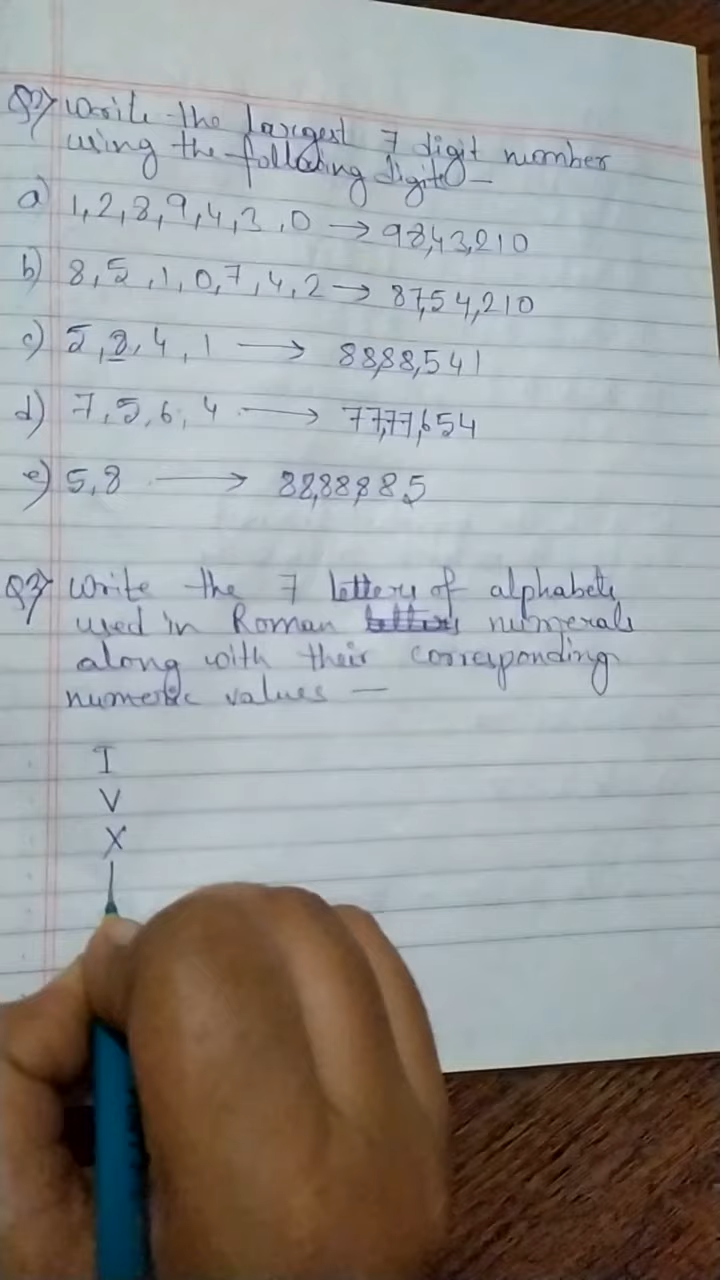 Q2) Write the largest 7 digit number
using the following digits —
a) 1, 2, 8, 9, 4, 3, 0 → 98,43,210
b) 8, 5, 1, 0, 7, 4, 2 → 87,54,210
c) 5, 8, 4, 1 → 88,88,541
d) 7, 5, 6, 4 → 77,77,654
e) 5, 8 → 88,88,885
Q3) Write the 7 letters of alphabets
used in Roman numerals
along with their corresponding
numeric values —
I
V
X